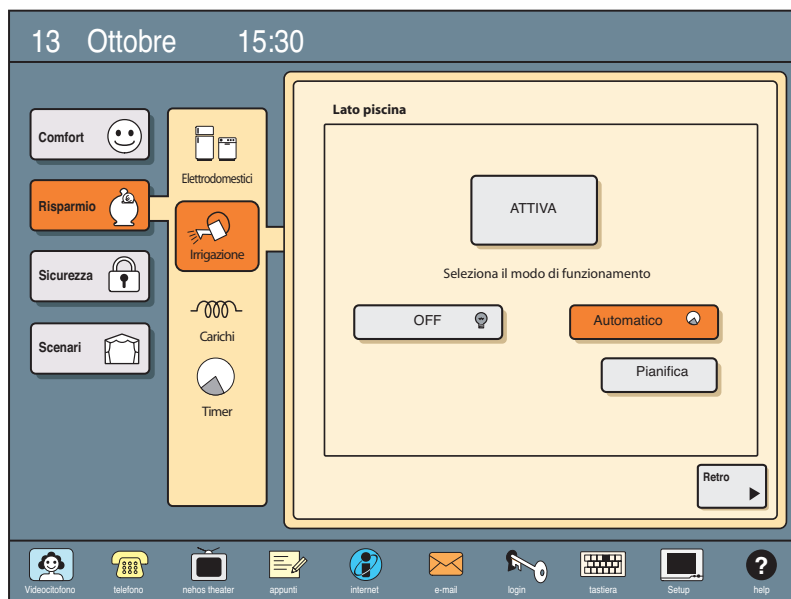 13 Ottobre 15:30
Comfort
Risparmio
Sicurezza
Scenari
Elettrodomestici
Irrigazione
Carichi
Timer
Lato piscina
ATTIVA
Seleziona il modo di funzionamento
OFF
Automatico
Pianifica
Retro
Videocitofono
telefono
nehos theater
appunti
internet
e-mail
login
tastiera
Setup
?
help